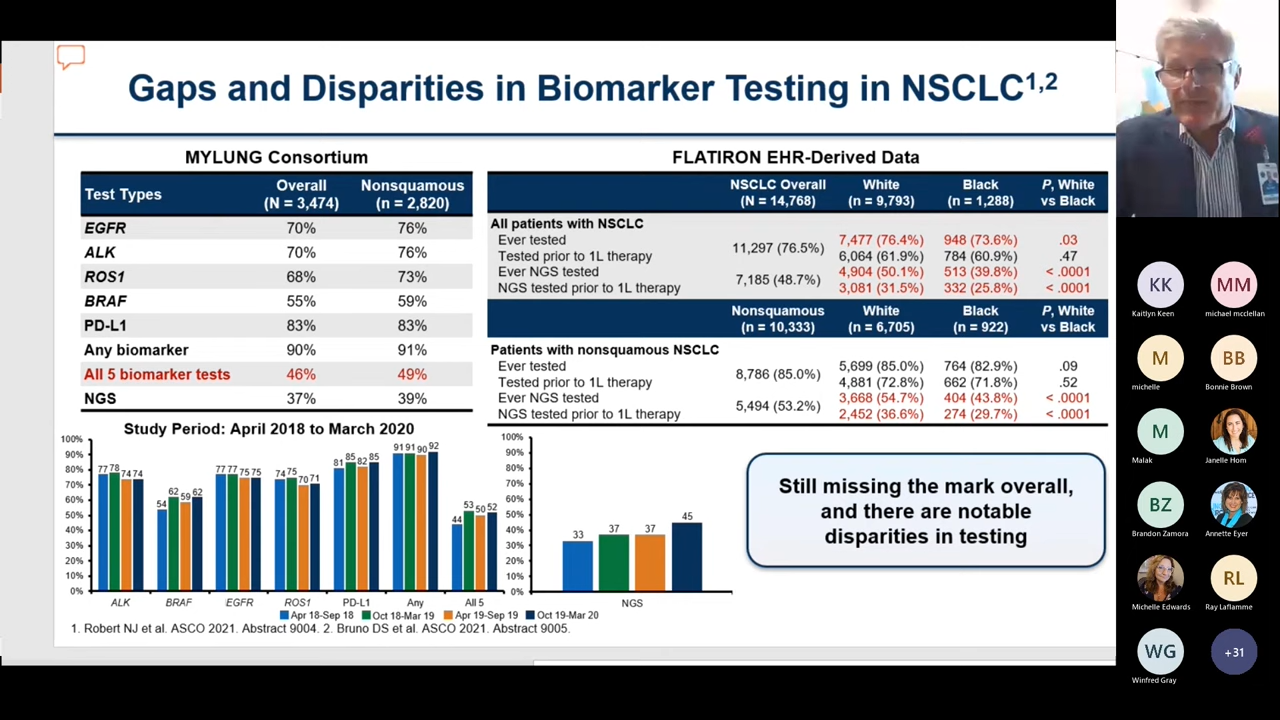 Gaps and Disparities in Biomarker Testing in NSCLC1,2
MYLUNG Consortium
Test Types Overall (N = 3,474) Nonsquamous (n = 2,820)
EGFR 70% 76%
ALK 70% 76%
ROS1 68% 73%
BRAF 55% 59%
PD-L1 83% 83%
Any biomarker 90% 91%
All 5 biomarker tests 46% 49%
NGS 37% 39%
FLATIRON EHR-Derived Data
NSCLC Overall (N = 14,768) White (n = 9,793) Black (n = 1,288) P, White vs Black
All patients with NSCLC
Ever tested 11,297 (76.5%) 7,477 (76.4%) 948 (73.6%) .03
Tested prior to 1L therapy 6,064 (61.9%) 784 (60.9%) .47
Ever NGS tested 7,185 (48.7%) 4,904 (50.1%) 513 (39.8%) < .0001
NGS tested prior to 1L therapy 3,081 (31.5%) 332 (25.8%) < .0001
Nonsquamous (n = 10,333) White (n = 6,705) Black (n = 922) P, White vs Black
Patients with nonsquamous NSCLC
Ever tested 8,786 (85.0%) 5,699 (85.0%) 764 (82.9%) .09
Tested prior to 1L therapy 4,881 (72.8%) 662 (71.8%) .52
Ever NGS tested 5,494 (53.2%) 3,668 (54.7%) 404 (43.8%) < .0001
NGS tested prior to 1L therapy 2,452 (36.6%) 274 (29.7%) < .0001
Study Period: April 2018 to March 2020
100%
90%
80%
70%
60%
50%
40%
30%
20%
10%
0%
77 78 74 74
54 62 59 62
77 77 75 75
74 75 70 71
81 85 82 85
91 91 90 92
44 53 50 52
ALK BRAF EGFR ROS1 PD-L1 Any All 5
100%
90%
80%
70%
60%
50%
40%
30%
20%
10%
0%
33 37 37 45
NGS
Apr 18-Sep 18 Oct 18-Mar 19 Apr 19-Sep 19 Oct 19-Mar 20
Still missing the mark overall,
and there are notable
disparities in testing
1. Robert NJ et al. ASCO 2021. Abstract 9004. 2. Bruno DS et al. ASCO 2021. Abstract 9005.
KK MM
Kaitlyn Keen michael mcclellan
M BB
michelle Bonnie Brown
M
Malak Janelle Hom
BZ
Brandon Zamora Annette Eyer
RL
Michelle Edwards Ray Laflamme
WG +31
Winfred Gray